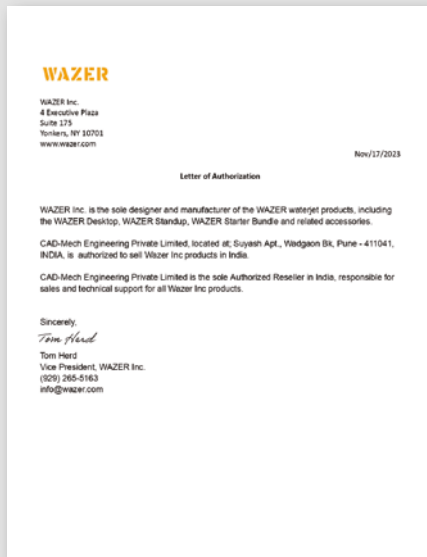 WAZER
WAZER Inc.
4 Executive Plaza
Suite 175
Yonkers, NY 10701
www.wazer.com
Nov/17/2023
Letter of Authorization
WAZER Inc. is the sole designer and manufacturer of the WAZER waterjet products, including
the WAZER Desktop, WAZER Standup, WAZER Starter Bundle and related accessories.
CAD-Mech Engineering Private Limited, located at; Suyash Apt., Wadgaon Bk, Pune - 411041,
INDIA, is authorized to sell Wazer Inc products in India.
CAD-Mech Engineering Private Limited is the sole Authorized Reseller in India, responsible for
sales and technical support for all Wazer Inc products.
Sincerely,
Tom Herd
Tom Herd
Vice President, WAZER Inc.
(929) 265-5163
info@wazer.com